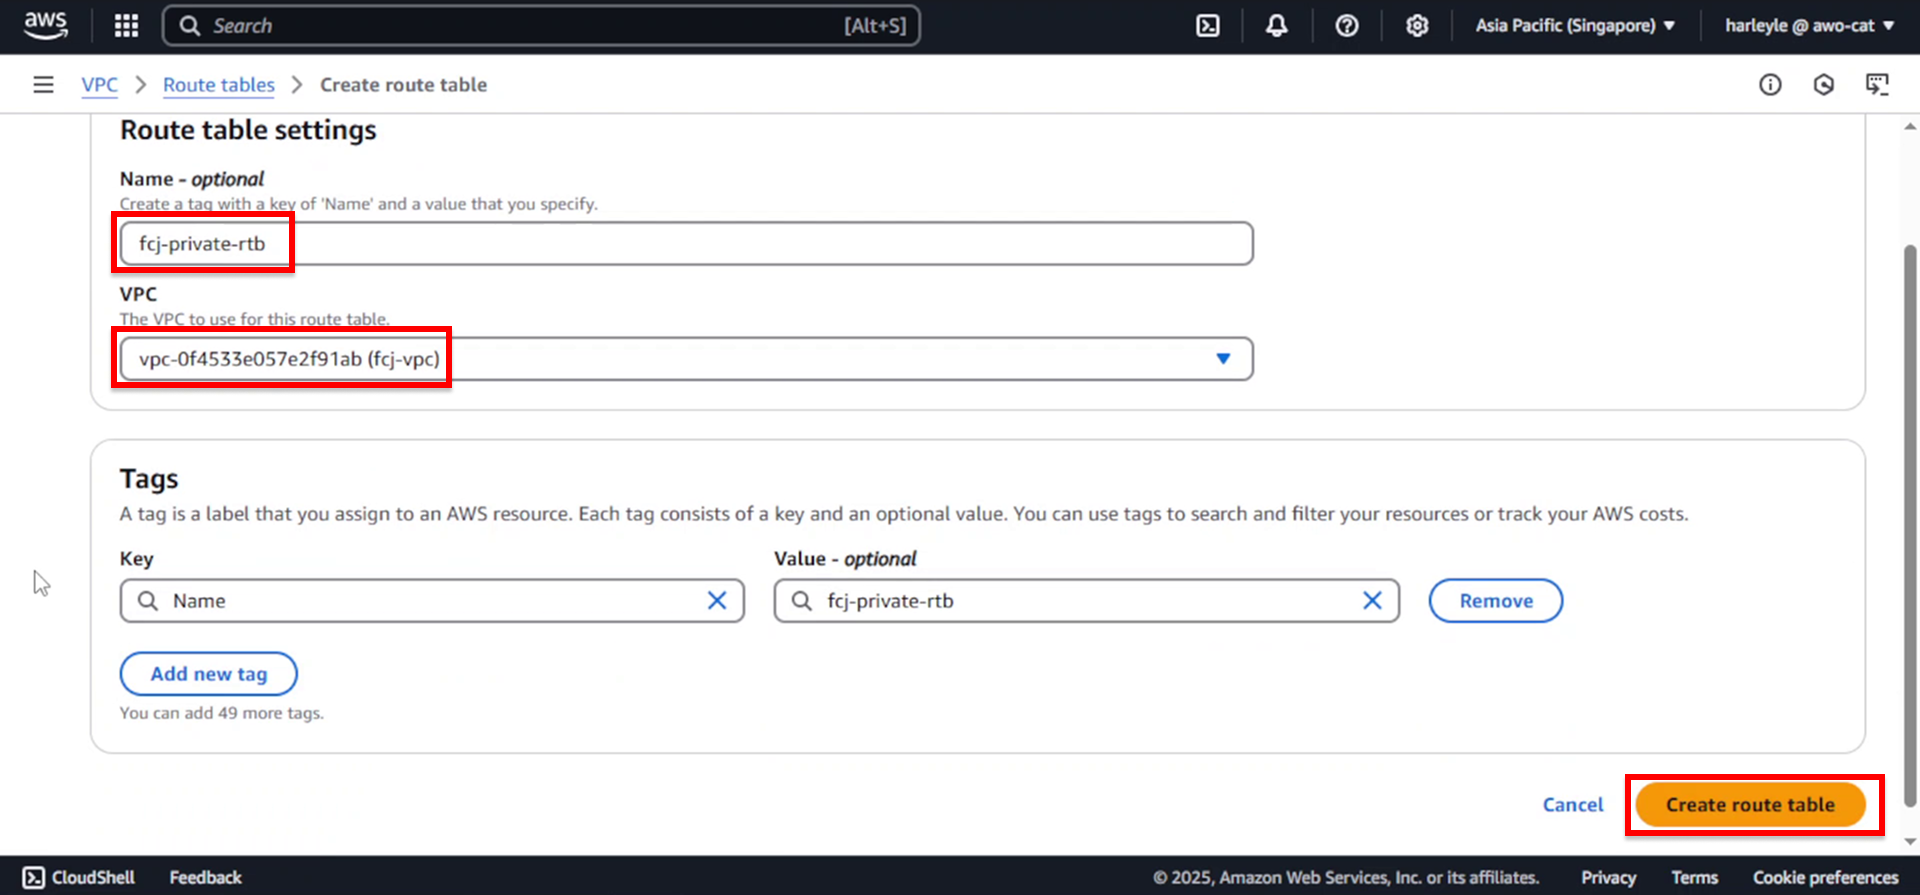 aws
Search
[Alt+S]
Asia Pacific (Singapore)
harleyle @ awo-cat
VPC
Route tables
Create route table
Route table settings
Name - optional
Create a tag with a key of 'Name' and a value that you specify.
fcj-private-rtb
VPC
The VPC to use for this route table.
vpc-0f4533e057e2f91ab (fcj-vpc)
Tags
A tag is a label that you assign to an AWS resource. Each tag consists of a key and an optional value. You can use tags to search and filter your resources or track your AWS costs.
Key
Value - optional
Name
fcj-private-rtb
Remove
Add new tag
You can add 49 more tags.
Cancel
Create route table
CloudShell
Feedback
© 2025, Amazon Web Services, Inc. or its affiliates.
Privacy
Terms
Cookie preferences